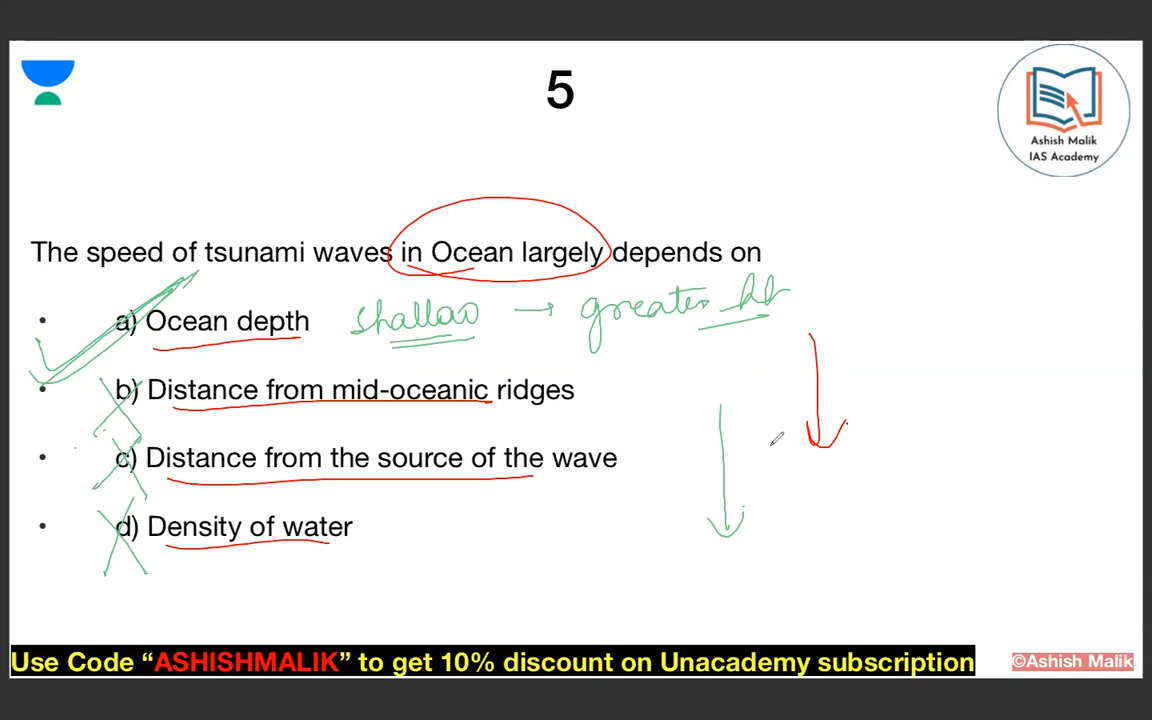 5
Ashish Malik
IAS Academy
The speed of tsunami waves in Ocean largely depends on
• a) Ocean depth shallow → greater ht
• b) Distance from mid-oceanic ridges
• c) Distance from the source of the wave
• d) Density of water
Use Code “ASHISHMALIK” to get 10% discount on Unacademy subscription
©Ashish Malik